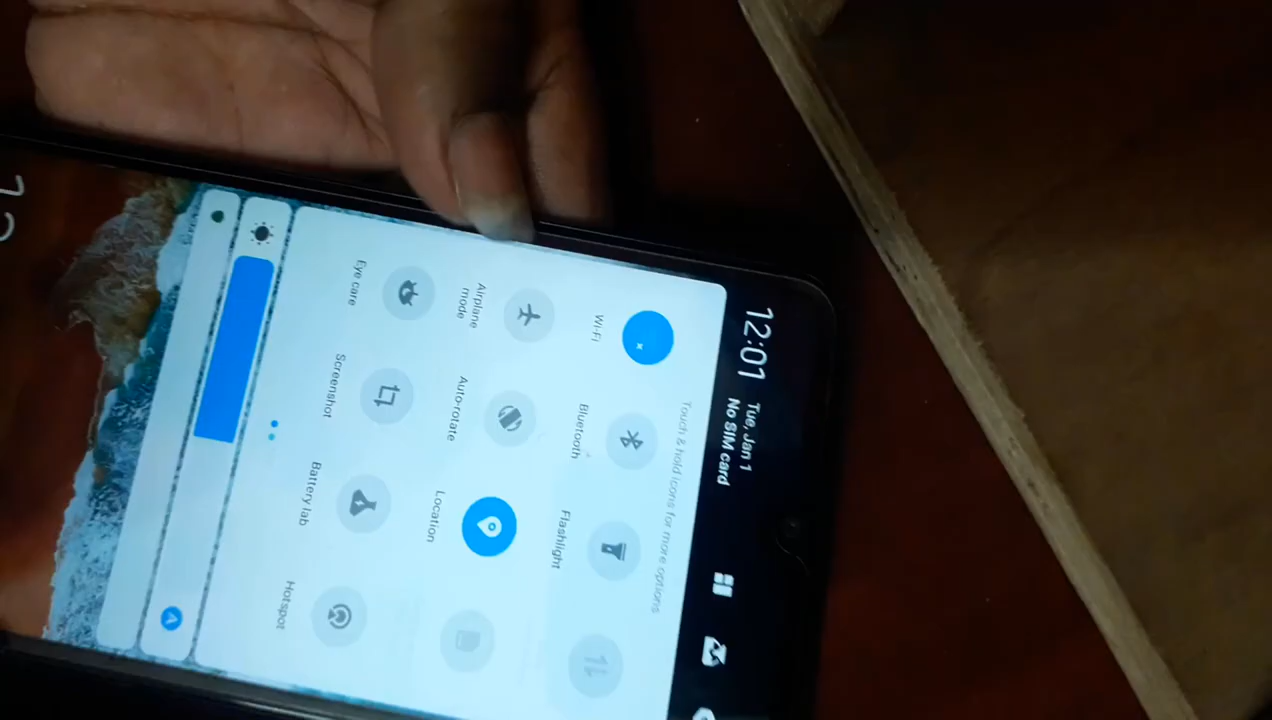 12:01
Tue, Jan 1
No SIM card
Touch & hold icons for more options
Wi-Fi
Bluetooth
Flashlight
Airplane mode
Auto-rotate
Location
Eye care
Screenshot
Battery lab
Hotspot